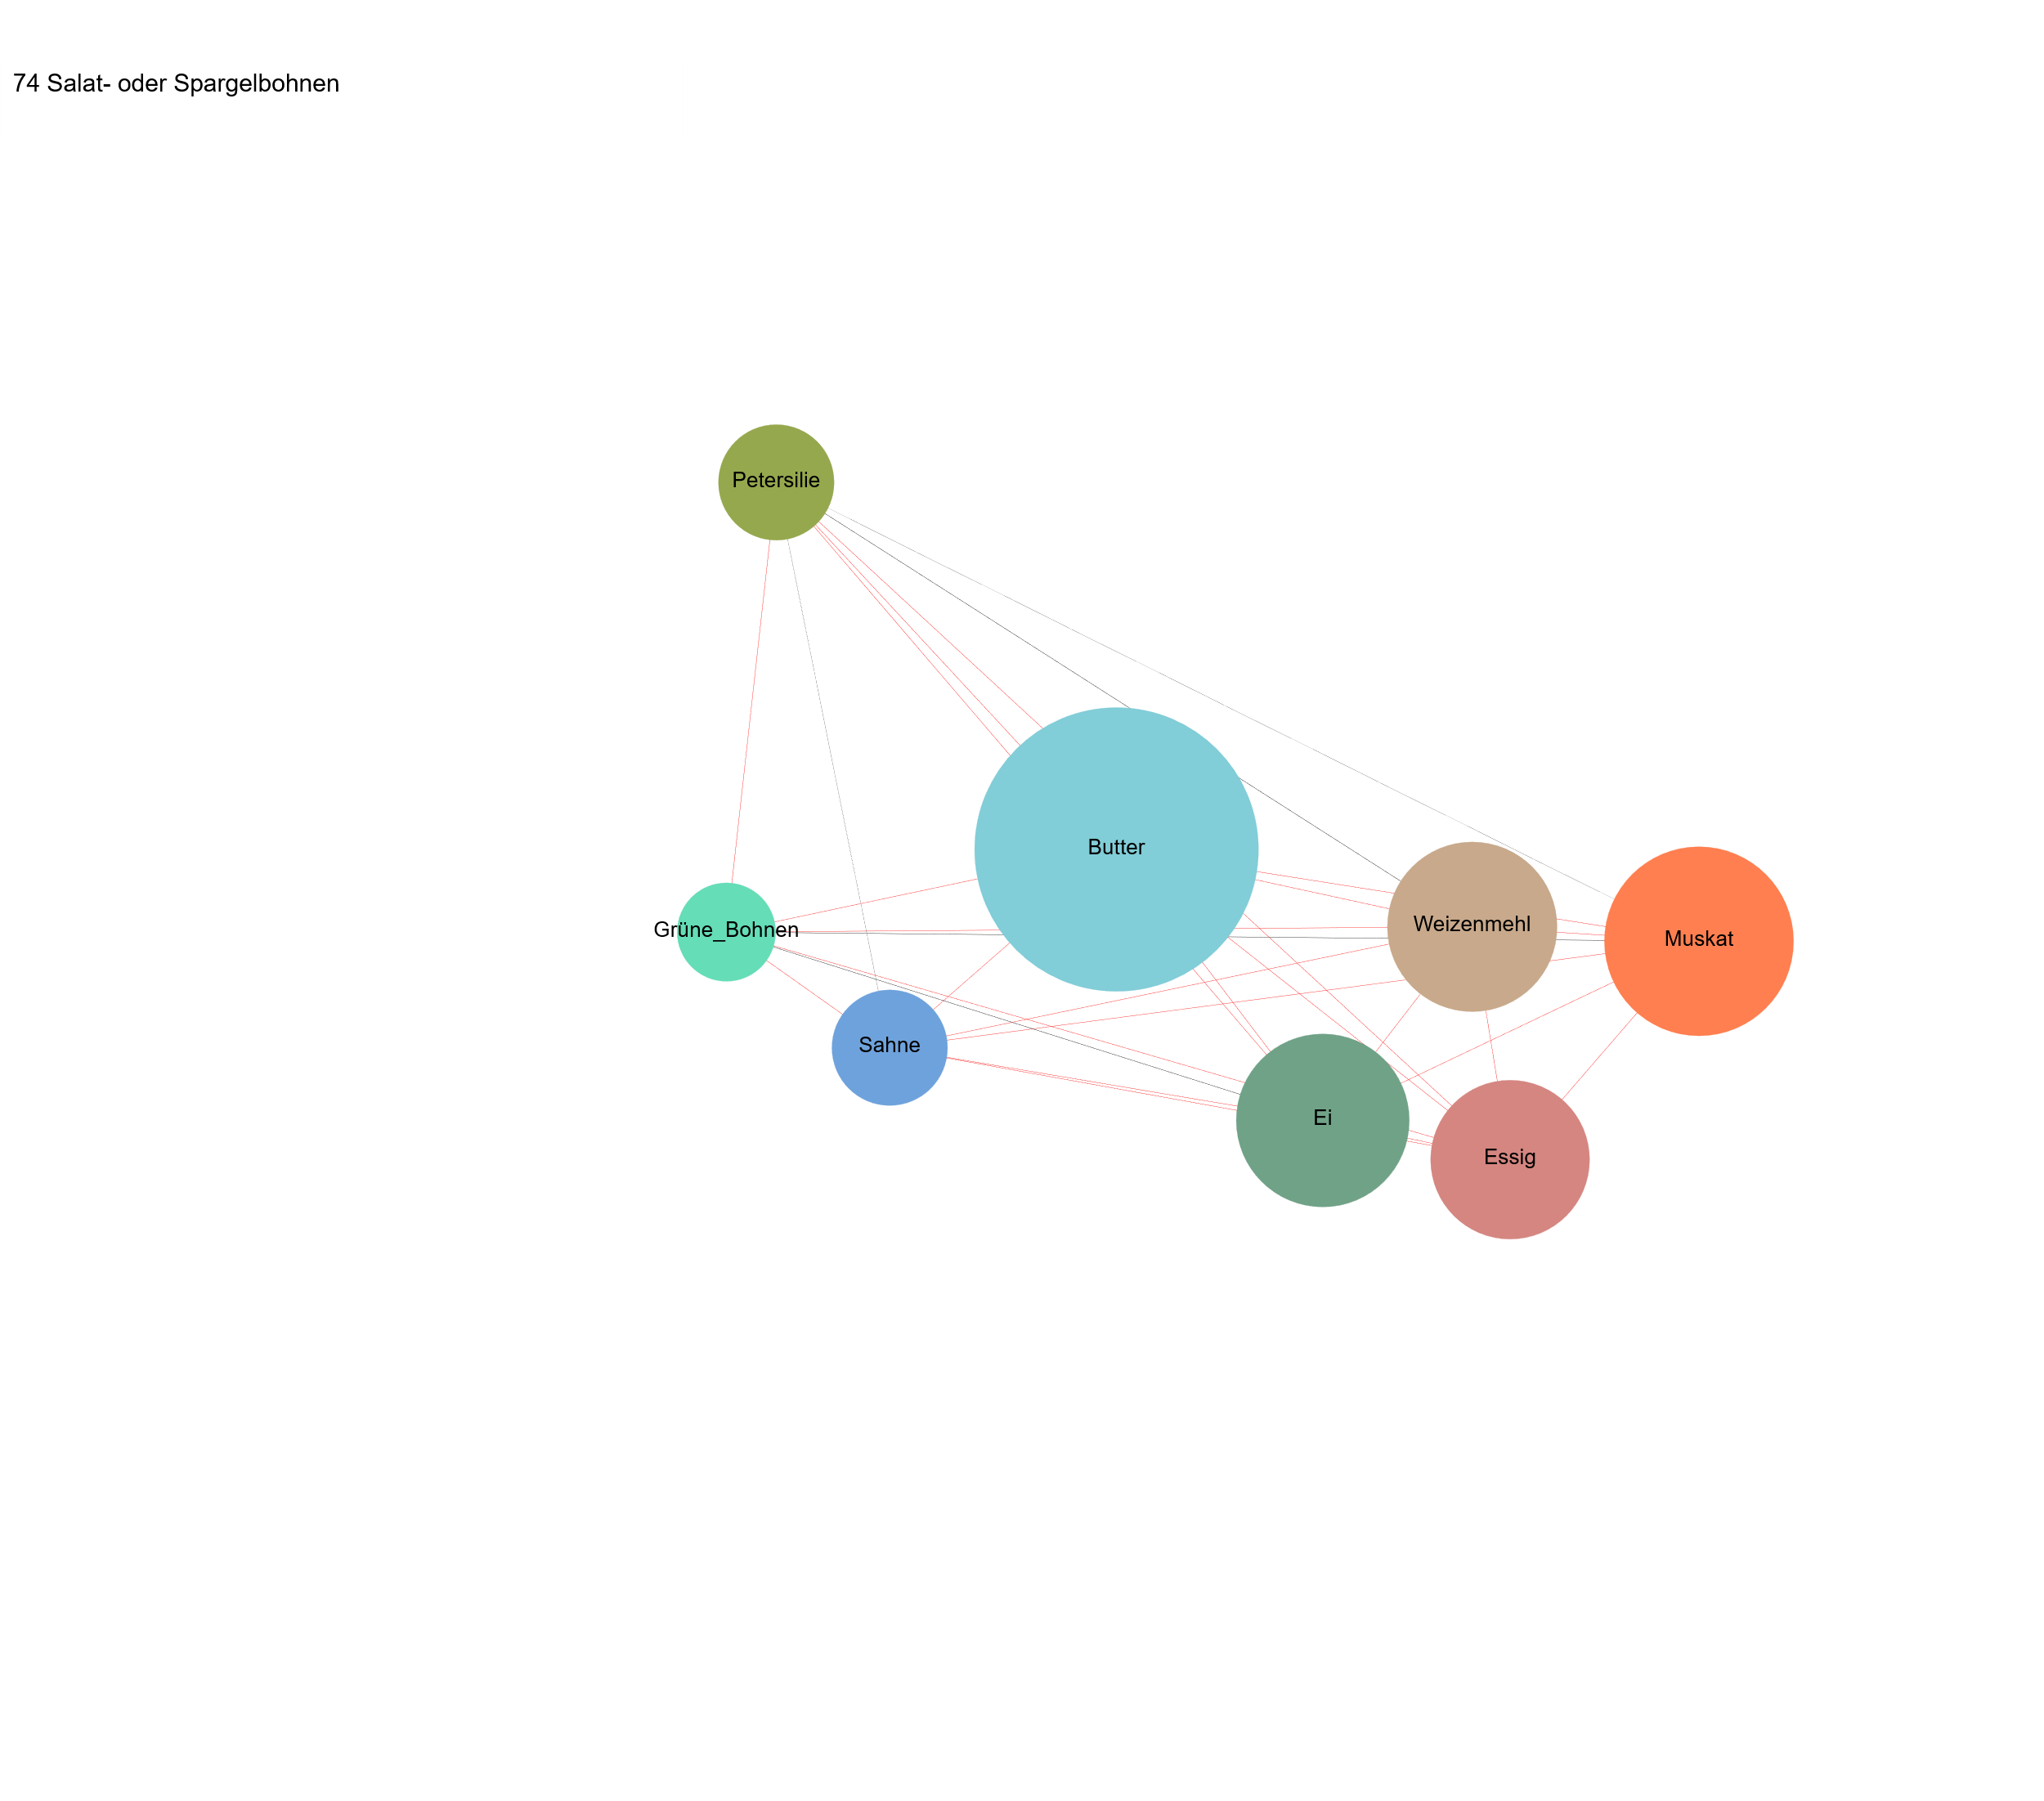 74 Salat- oder Spargelbohnen
Petersilie
Butter
Weizenmehl
Grüne_Bohnen
Muskat
Sahne
Ei
Essig